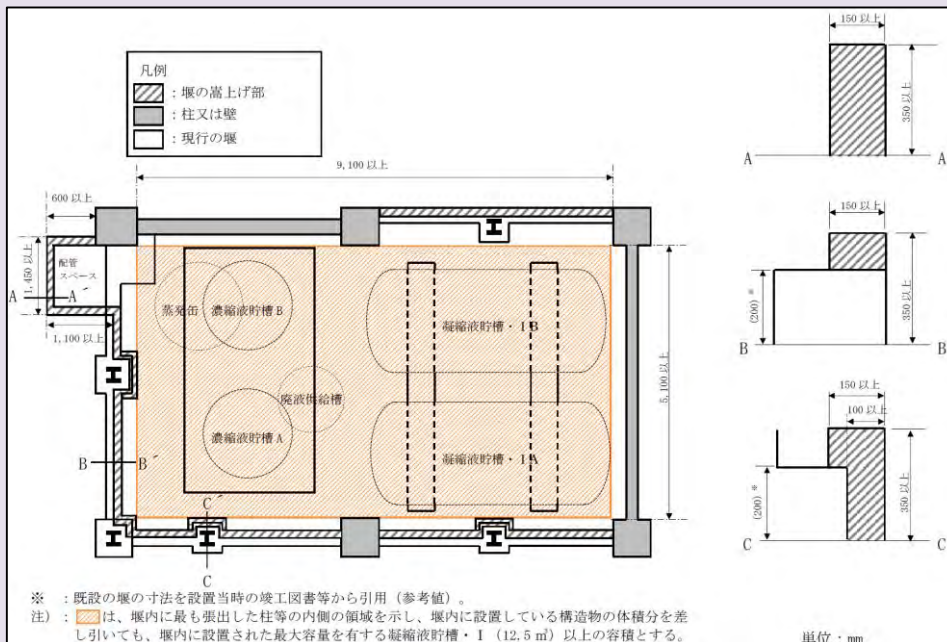 凡例
：堰の嵩上げ部
：柱又は壁
：現行の堰
9,100 以上
600 以上
1,450 以上
配管
スペース
A
A
1,100 以上
蒸発缶
濃縮液貯槽 B
凝縮液貯槽・ⅠB
廃液供給槽
濃縮液貯槽 A
凝縮液貯槽・ⅠA
5,100 以上
B
B
C
C
150 以上
350 以上
A
A
150 以上
(200) ※
350 以上
B
B
150 以上
100 以上
(200) ※
350 以上
C
C
※ ：既設の堰の寸法を設置当時の竣工図書等から引用（参考値）。
注）：は、堰内に最も張出した柱等の内側の領域を示し、堰内に設置している構造物の体積分を差
し引いても、堰内に設置された最大容量を有する凝縮液貯槽・Ⅰ（12.5 ㎥）以上の容積とする。
単位：mm